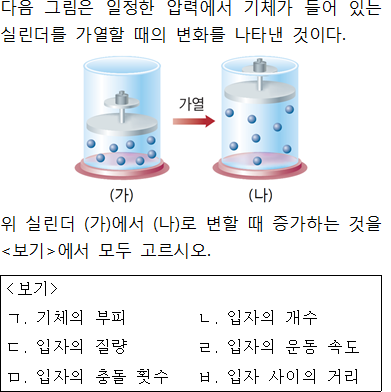 다음 그림은 일정한 압력에서 기체가 들어 있는
실린더를 가열할 때의 변화를 나타낸 것이다.
가열
(가) (나)
위 실린더 (가)에서 (나)로 변할 때 증가하는 것을
<보기>에서 모두 고르시오.
<보기>
ㄱ. 기체의 부피 ㄴ. 입자의 개수
ㄷ. 입자의 질량 ㄹ. 입자의 운동 속도
ㅁ. 입자의 충돌 횟수 ㅂ. 입자 사이의 거리